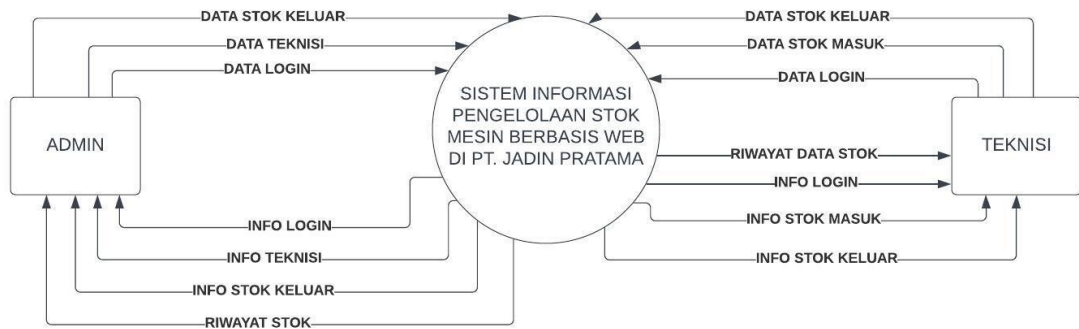 DATA STOK KELUAR
DATA TEKNISI
DATA LOGIN
ADMIN
INFO LOGIN
INFO TEKNISI
INFO STOK KELUAR
RIWAYAT STOK
SISTEM INFORMASI
PENGELOLAAN STOK
MESIN BERBASIS WEB
DI PT. JADIN PRATAMA
DATA STOK KELUAR
DATA STOK MASUK
DATA LOGIN
TEKNISI
RIWAYAT DATA STOK
INFO LOGIN
INFO STOK MASUK
INFO STOK KELUAR